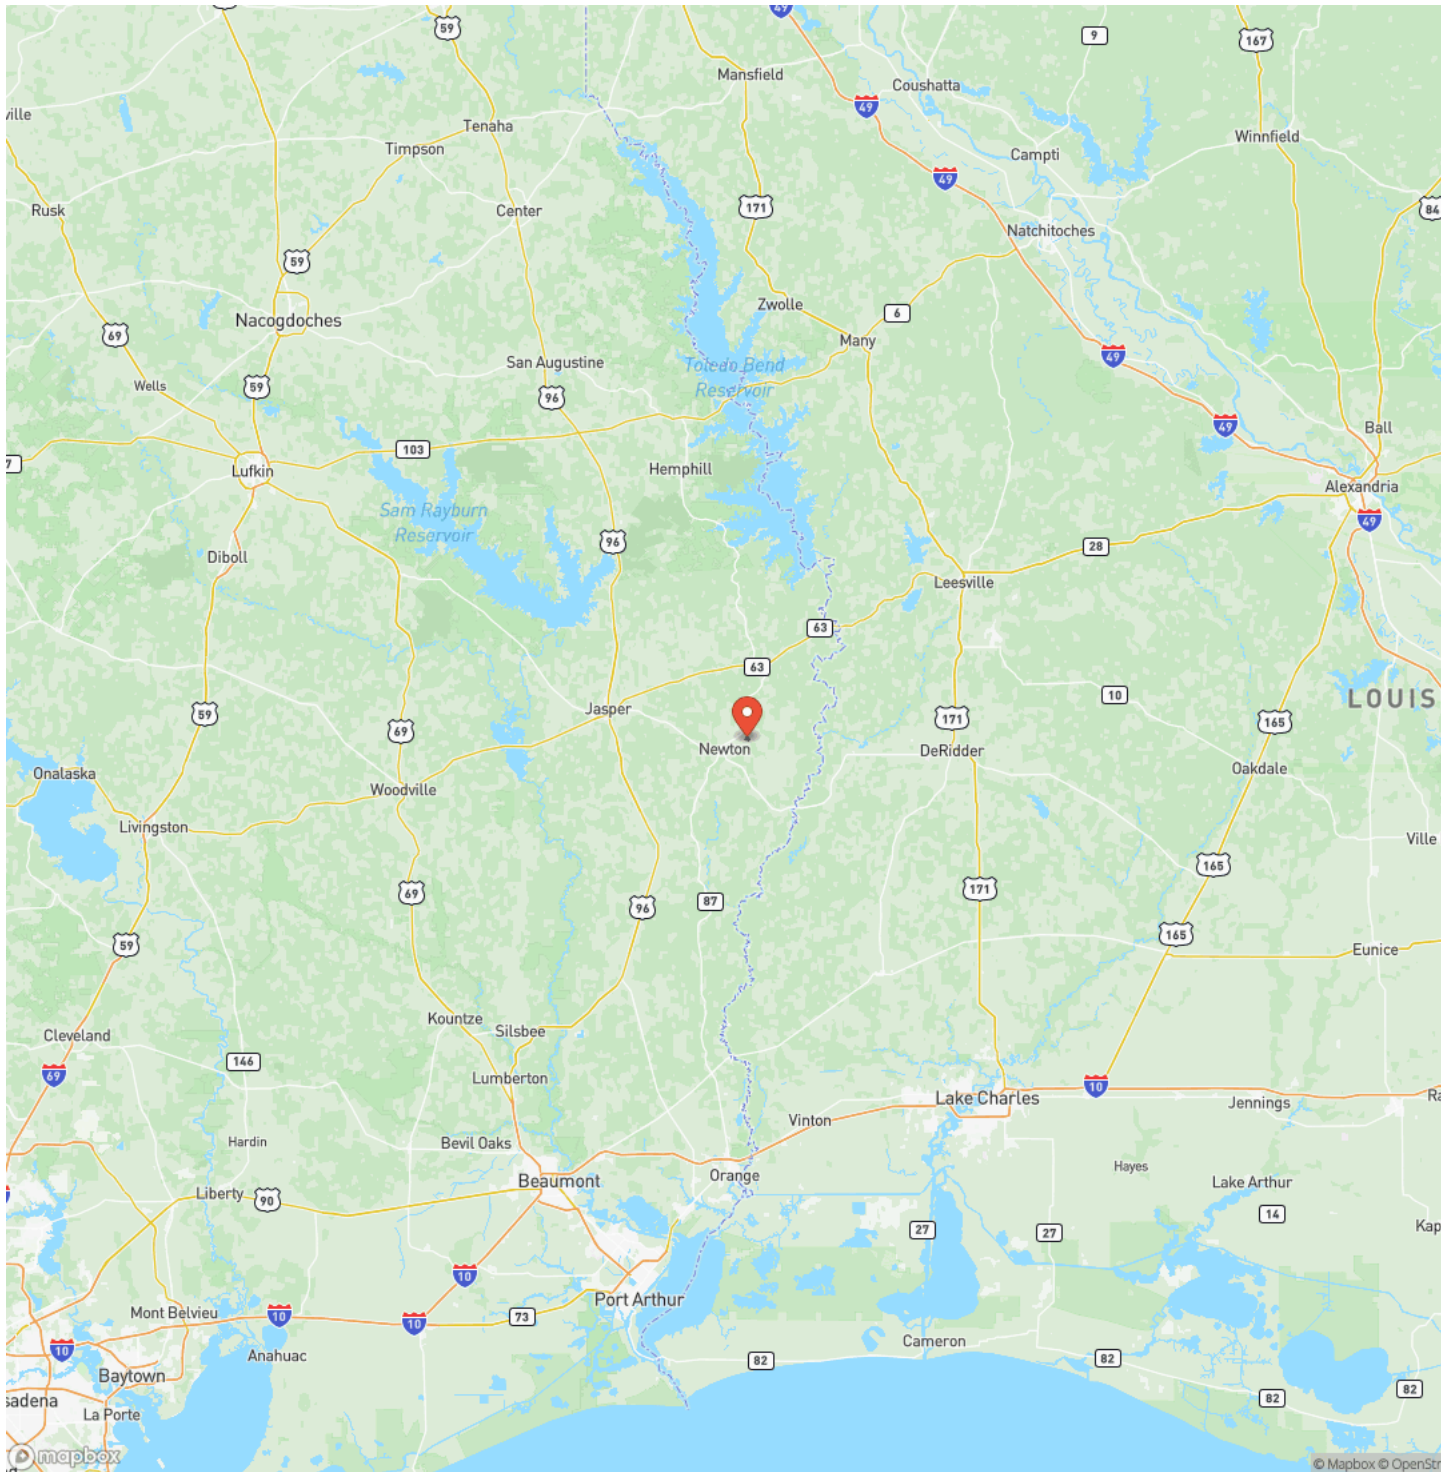 59
49
9
167
Mansfield
Coushatta
49
ville
Tenaha
Winnfield
Timpson
Campti
49
Rusk
Center
171
84
Natchitoches
59
Zwolle
6
Nacogdoches
69
Many
49
San Augustine
Toledo Bend
Reservoir
Wells
59
96
49
Ball
103
7
Lufkin
Hemphill
Alexandria
Sam Rayburn
Reservoir
49
96
28
Diboll
Leesville
63
63
10
LOUIS
59
Jasper
171
165
69
Newton
DeRidder
Onalaska
Oakdale
Woodville
Livingston
Ville
165
171
69
87
96
165
59
Eunice
Kountze
Silsbee
Cleveland
146
69
Lumberton
10
Lake Charles
Jennings
Ra
Vinton
Hardin
Bevil Oaks
Hayes
Orange
Beaumont
Lake Arthur
Liberty
90
14
27
27
Kap
10
Port Arthur
Mont Belvieu
10
10
73
Cameron
10
Anahuac
82
82
Baytown
82
82
sadena
La Porte
mapbox
© Mapbox © OpenStr